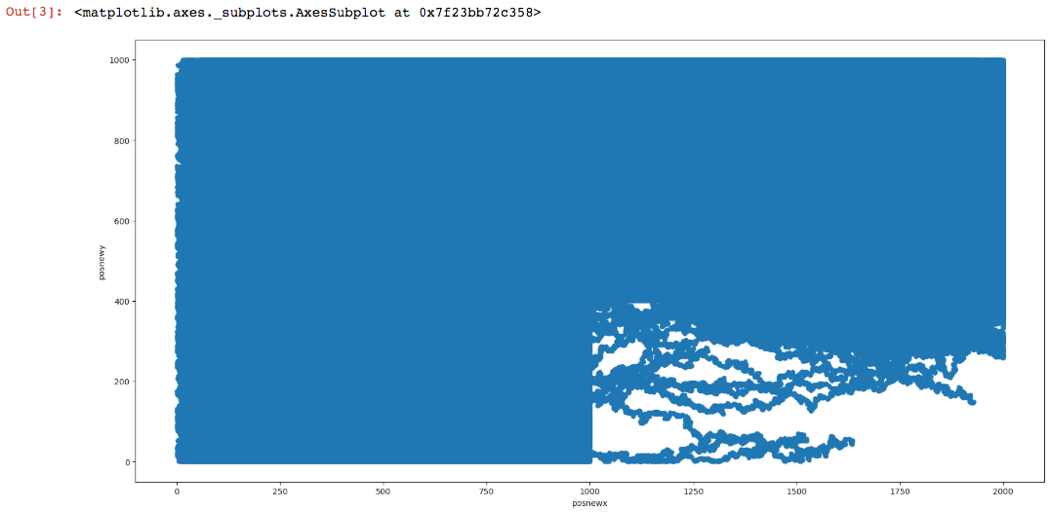 Out[3]: <matplotlib.axes._subplots.AxesSubplot at 0x7f23bb72c358>
1000
800
600
400
200
0
posnewy
0 250 500 750 1000 1250 1500 1750 2000
posnewx